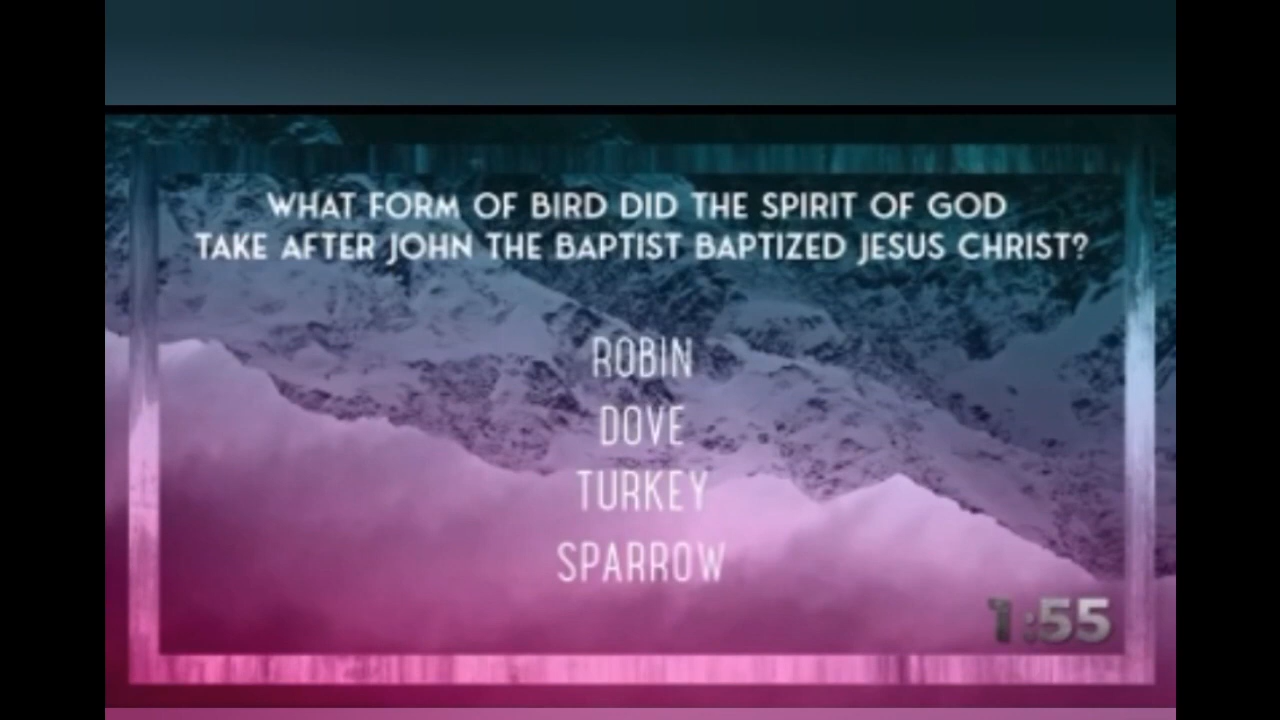 WHAT FORM OF BIRD DID THE SPIRIT OF GOD
TAKE AFTER JOHN THE BAPTIST BAPTIZED JESUS CHRIST?
ROBIN
DOVE
TURKEY
SPARROW
1:55